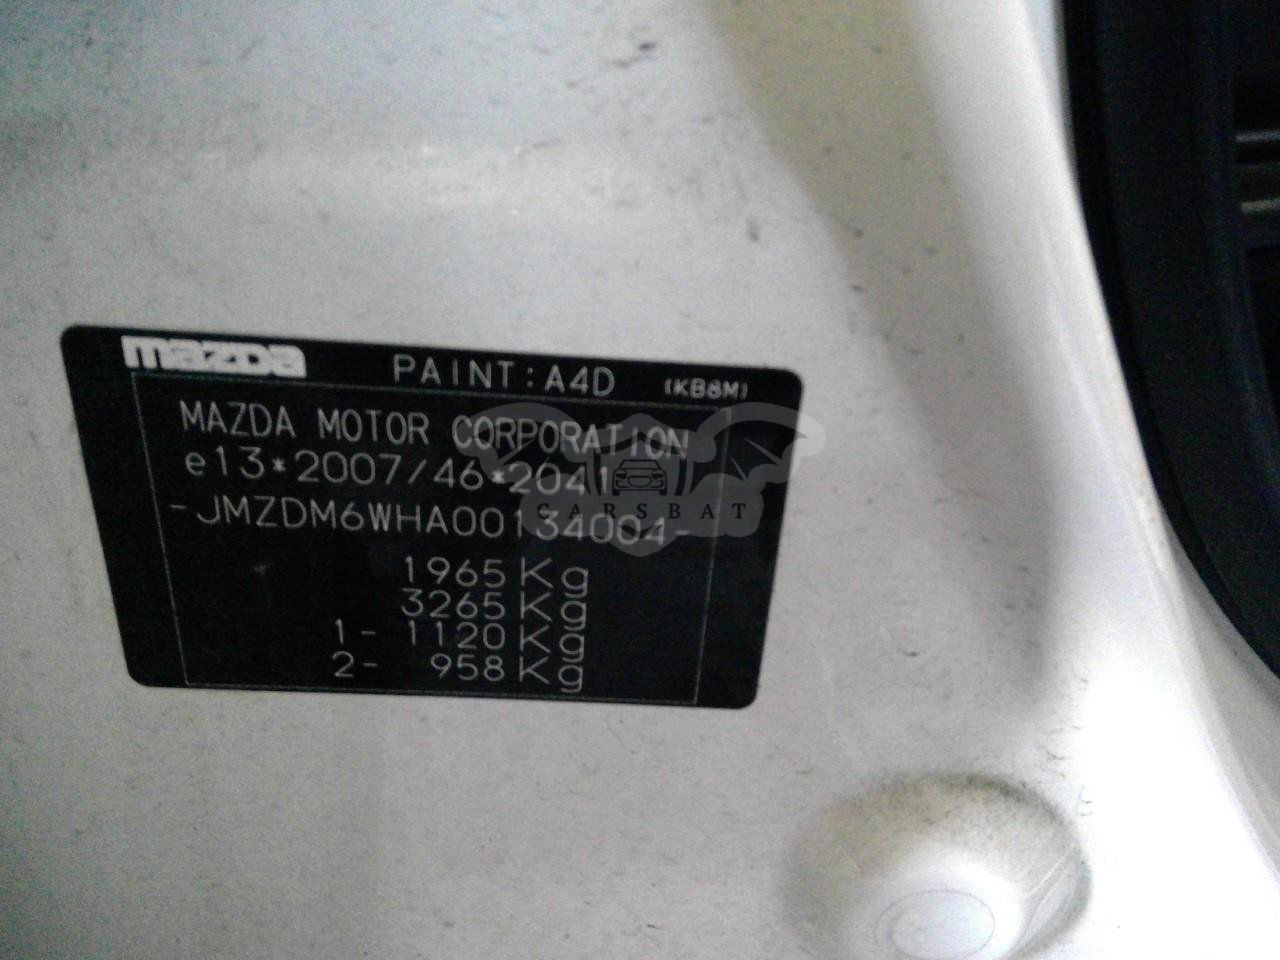 mazda PAINT:A4D (KB8M)
MAZDA MOTOR CORPORATION
e13*2007/46*2041
-JMZDM6WHA00134004-
CARSBAT
1965Kg
3265Kg
1- 1120Kg
2- 958Kg